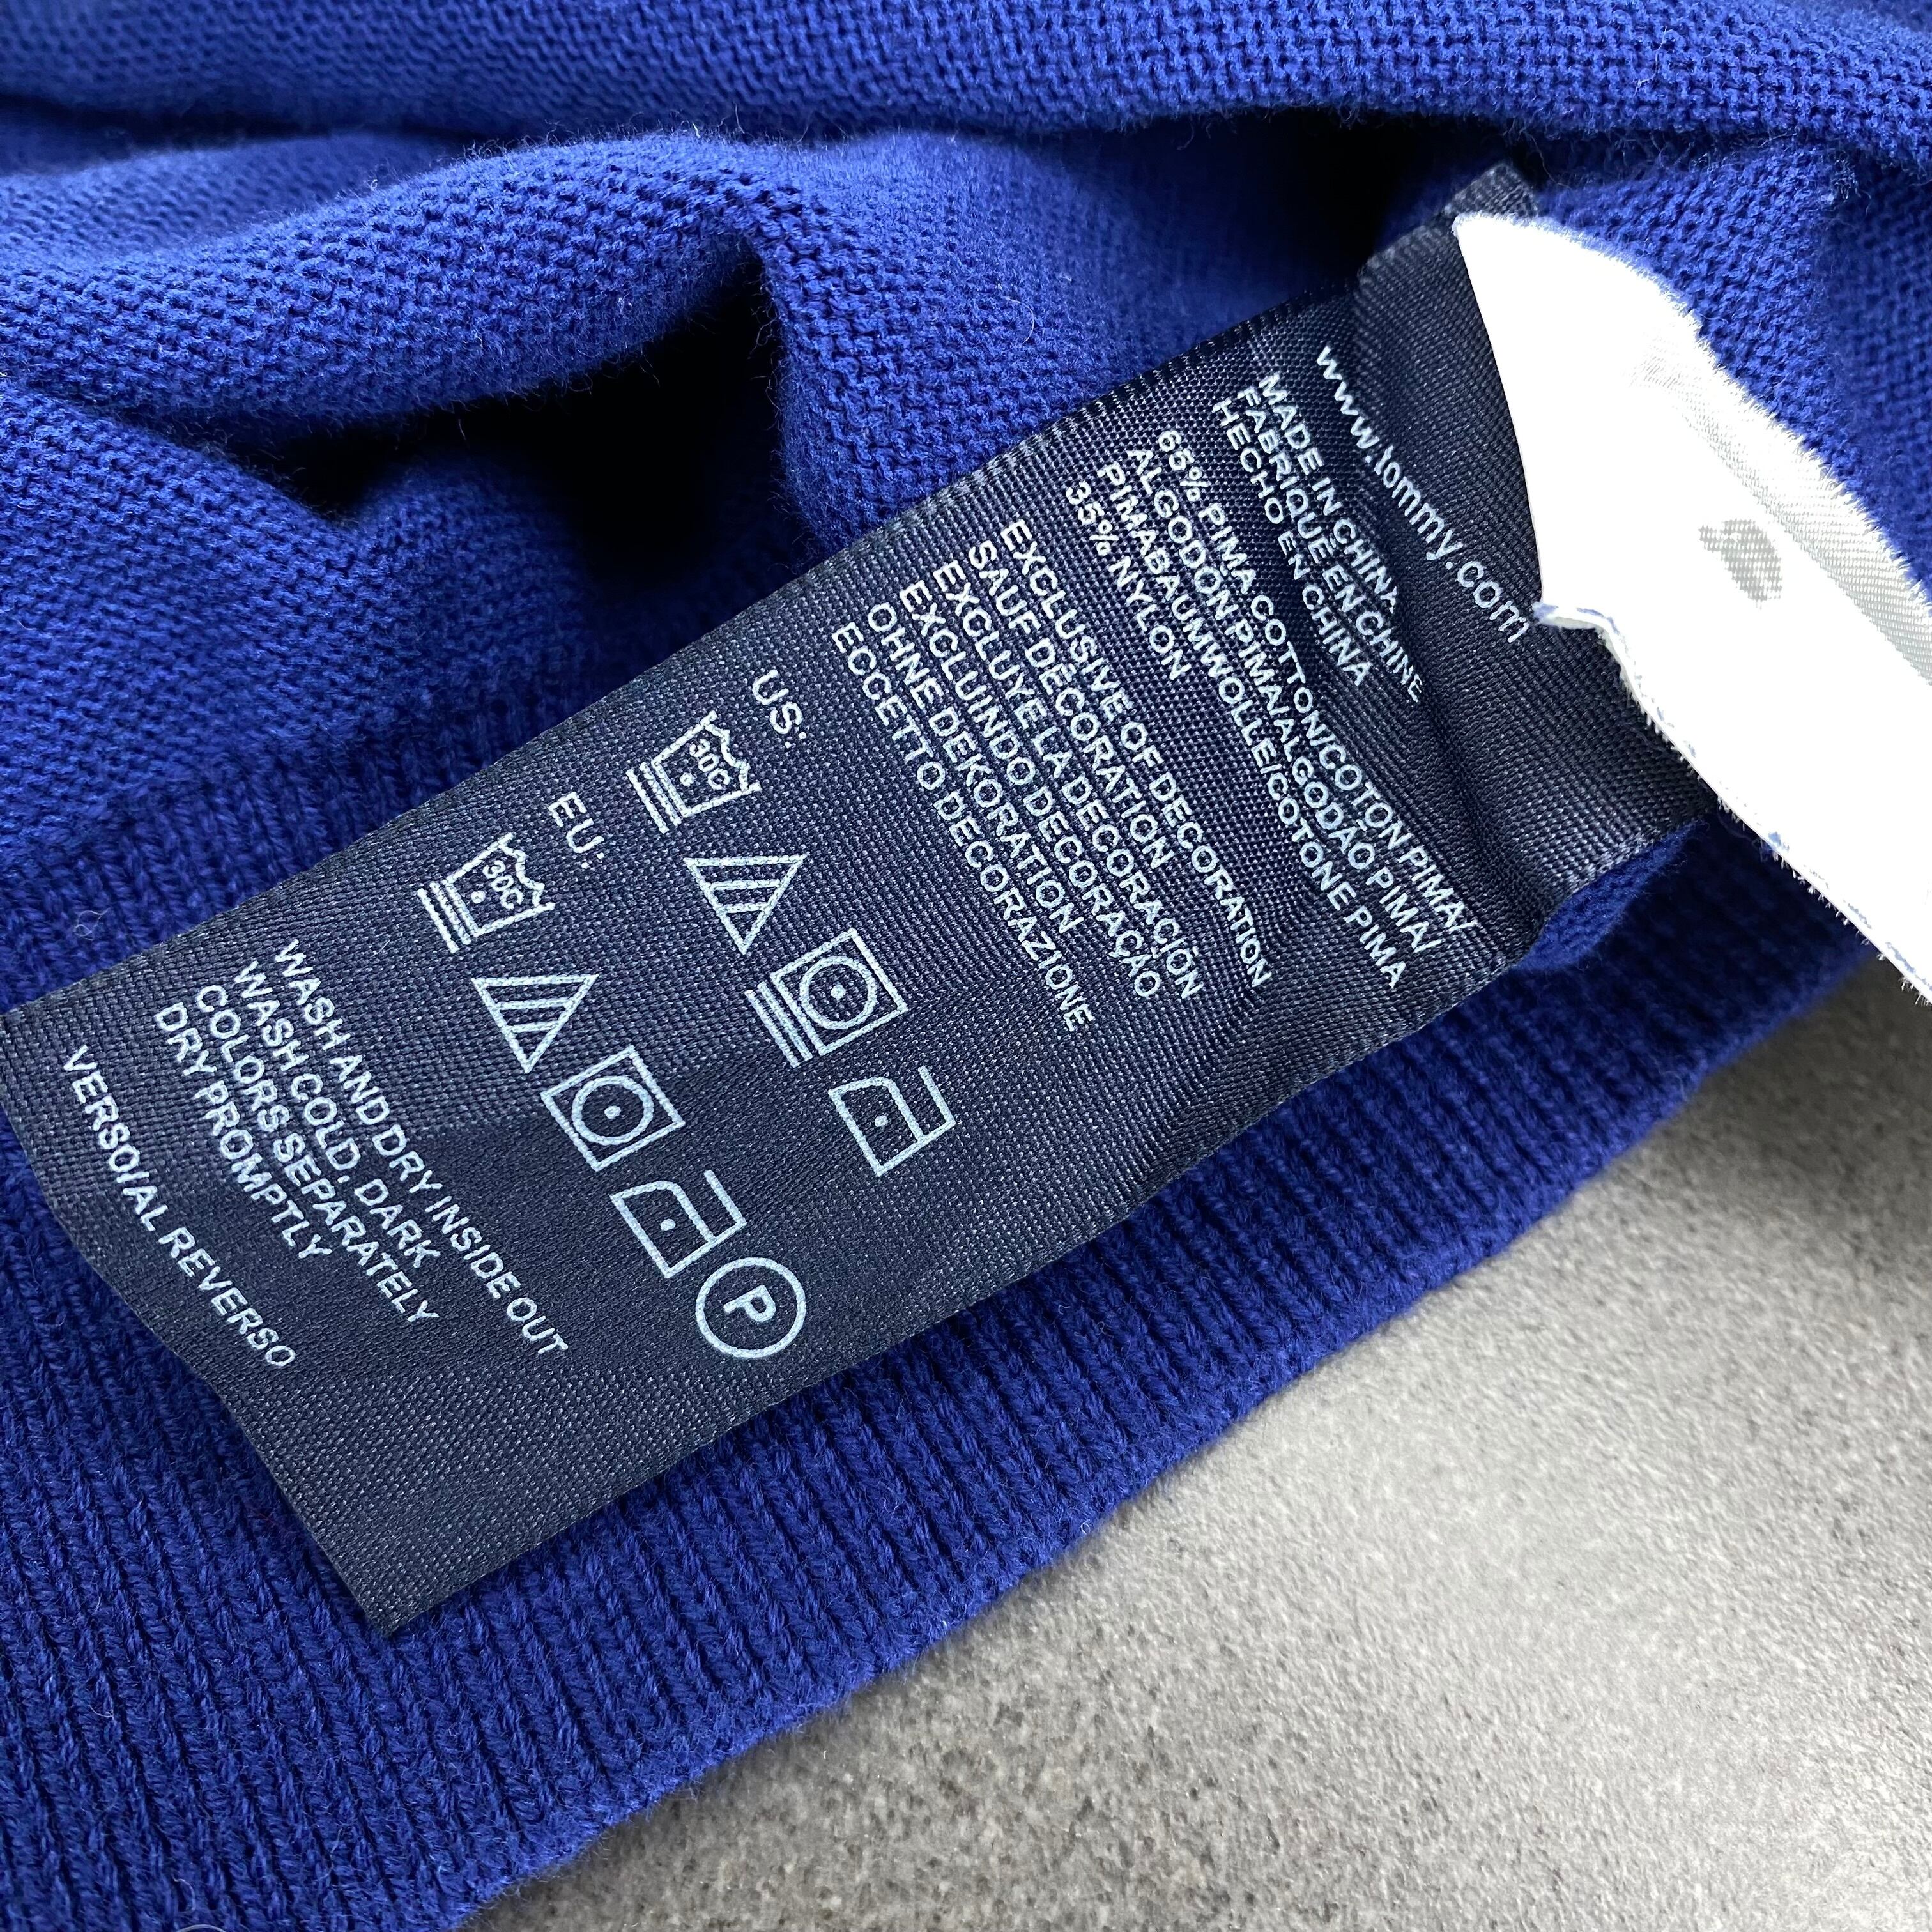 www.tommy.com
MADE IN CHINA
FABRIQUE EN CHINE
HECHO EN CHINA
65% PIMA COTTON/COTON PIMA/
ALGODÓN PIMA/ALGODÃO PIMA/
PIMABAUMWOLLE/COTONE PIMA
35% NYLON
EXCLUSIVE OF DECORATION
SAUF DÉCORATION
EXCLUYE LA DECORACIÓN
EXCLUINDO DECORAÇÃO
OHNE DEKORATION
ECCETTO DECORAZIONE
US:
30C
EU:
30C
P
WASH AND DRY INSIDE OUT
WASH COLD. DARK
COLORS SEPARATELY
DRY PROMPTLY
VERSO/AL REVERSO